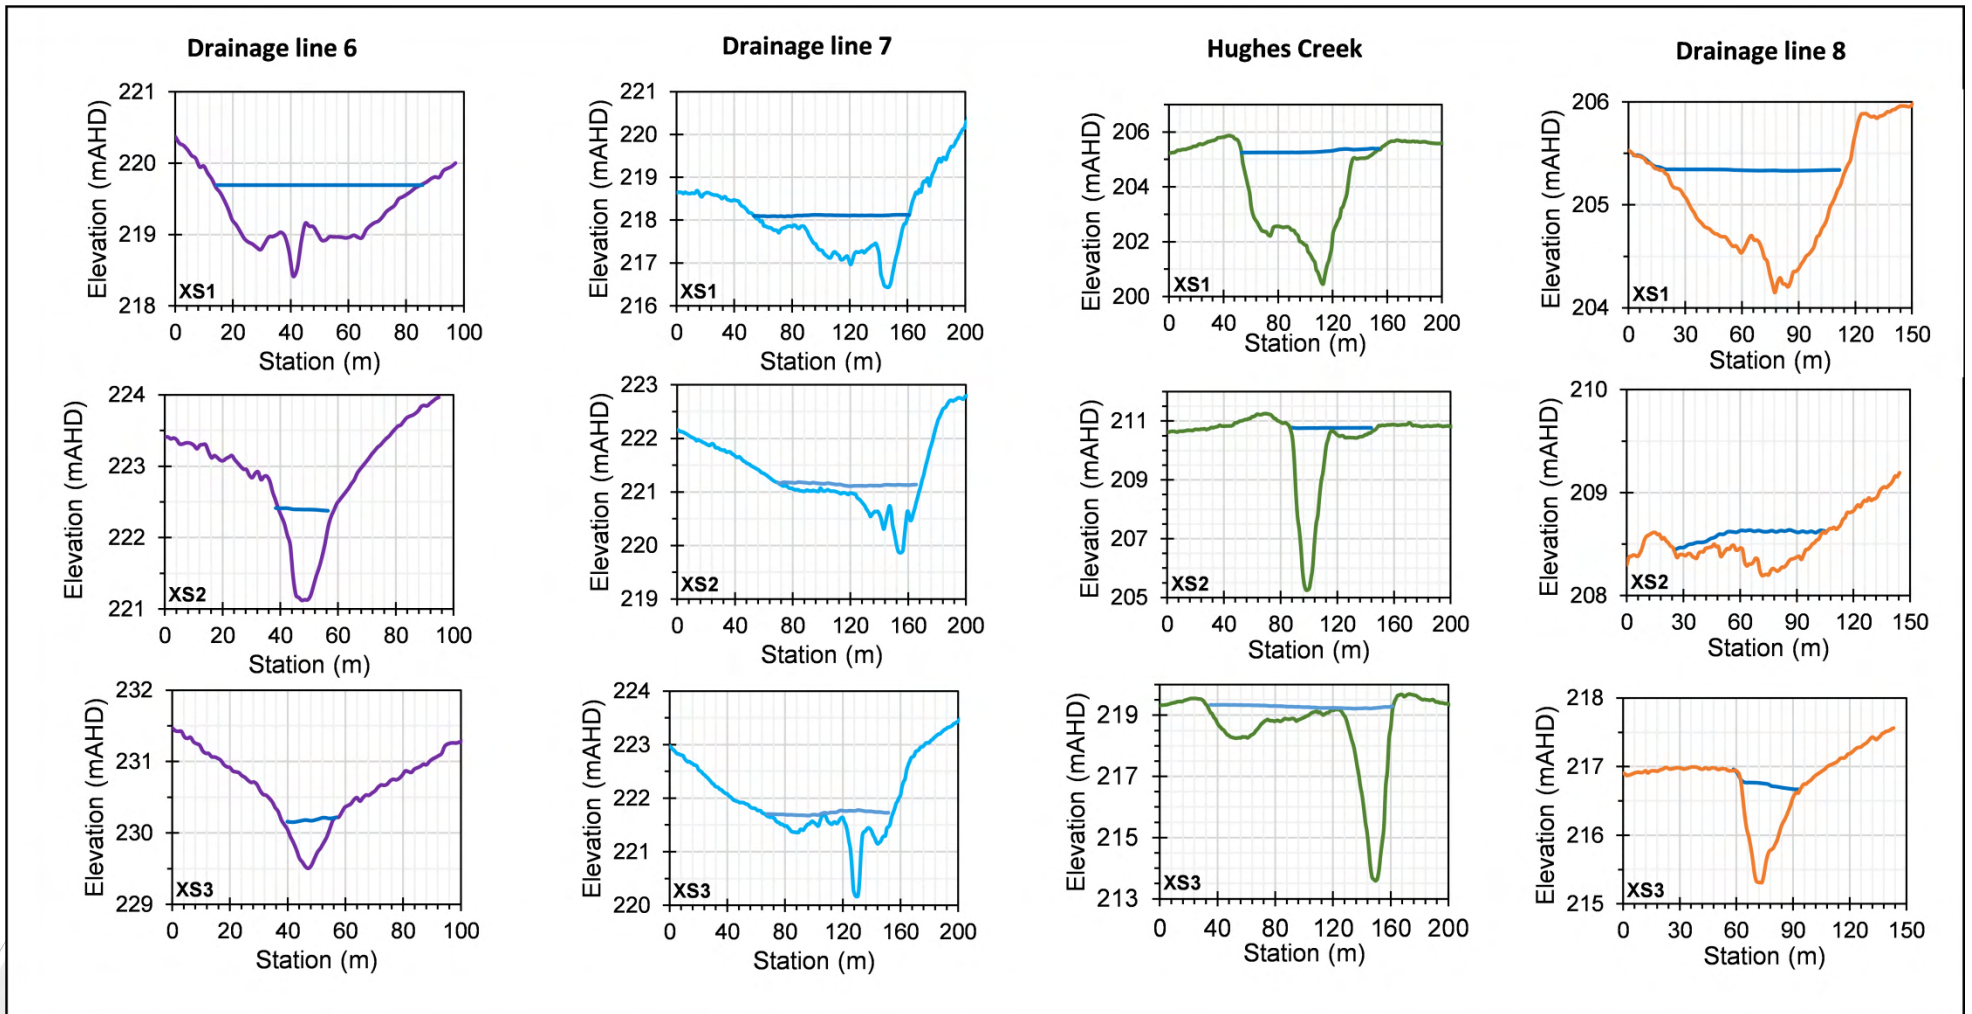 Drainage line 6
Drainage line 7
Hughes Creek
Drainage line 8
Elevation (mAHD)
221
220
219
218
XS1
0 20 40 60 80 100
Station (m)
Elevation (mAHD)
221
220
219
218
217
216
XS1
0 40 80 120 160 200
Station (m)
Elevation (mAHD)
206
204
202
200
XS1
0 40 80 120 160 200
Station (m)
Elevation (mAHD)
206
205
204
XS1
0 30 60 90 120 150
Station (m)
Elevation (mAHD)
224
223
222
221
XS2
0 20 40 60 80 100
Station (m)
Elevation (mAHD)
223
222
221
220
219
XS2
0 40 80 120 160 200
Station (m)
Elevation (mAHD)
211
209
207
205
XS2
0 40 80 120 160 200
Station (m)
Elevation (mAHD)
210
209
208
XS2
0 30 60 90 120 150
Station (m)
Elevation (mAHD)
232
231
230
229
XS3
0 20 40 60 80 100
Station (m)
Elevation (mAHD)
224
223
222
221
220
XS3
0 40 80 120 160 200
Station (m)
Elevation (mAHD)
219
217
215
213
XS3
0 40 80 120 160 200
Station (m)
Elevation (mAHD)
218
217
216
215
XS3
0 30 60 90 120 150
Station (m)